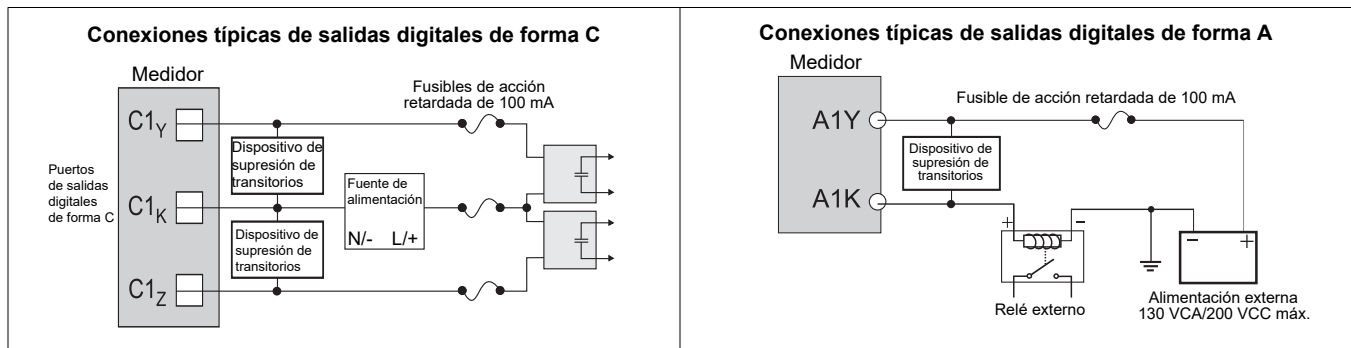 Conexiones típicas de salidas digitales de forma C
Medidor
Fusibles de acción
retardada de 100 mA
C1Y
Dispositivo de
supresión de
transitorios
Puertos
de salidas
digitales
de forma C
C1K
Fuente de
alimentación
N/- L/+
Dispositivo de
supresión de
transitorios
C1Z
Conexiones típicas de salidas digitales de forma A
Medidor
Fusible de acción retardada de 100 mA
A1Y
Dispositivo de
supresión de
transitorios
A1K
+ -
- +
Relé externo
Alimentación externa
130 VCA/200 VCC máx.